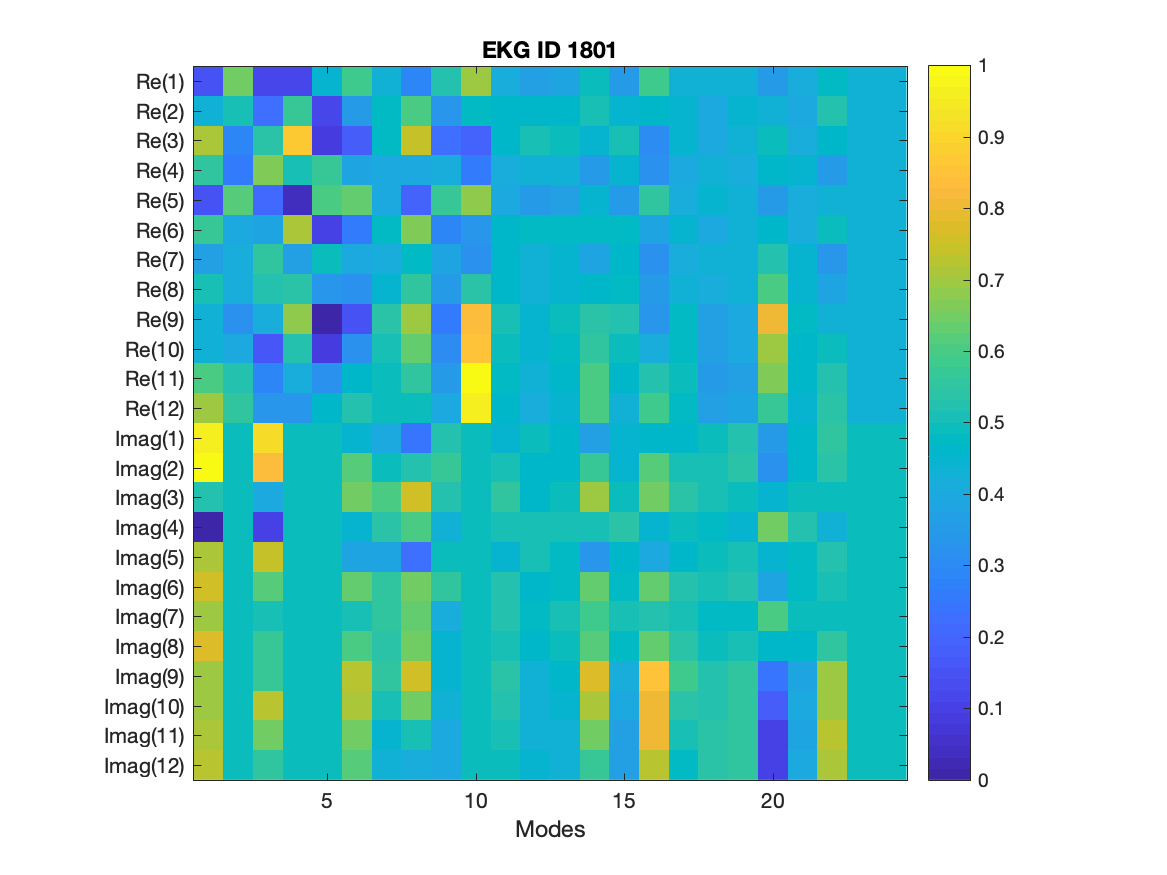 EKG ID 1801
Re(1)
Re(2)
Re(3)
Re(4)
Re(5)
Re(6)
Re(7)
Re(8)
Re(9)
Re(10)
Re(11)
Re(12)
Imag(1)
Imag(2)
Imag(3)
Imag(4)
Imag(5)
Imag(6)
Imag(7)
Imag(8)
Imag(9)
Imag(10)
Imag(11)
Imag(12)
5 10 15 20
Modes
1
0.9
0.8
0.7
0.6
0.5
0.4
0.3
0.2
0.1
0